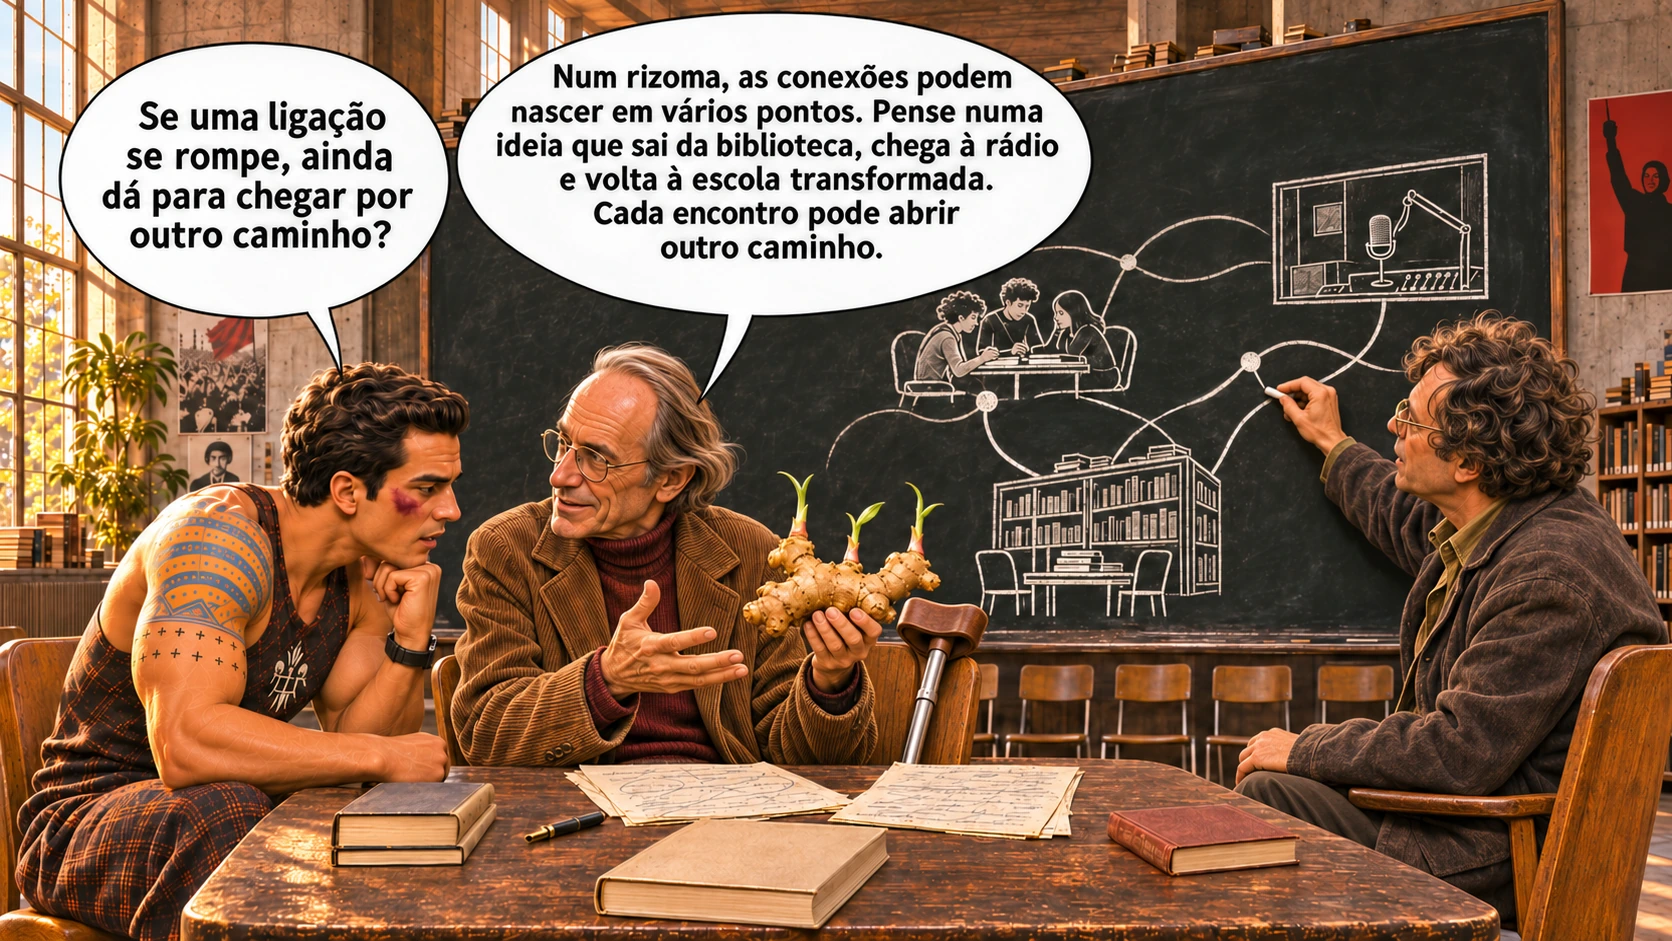 Se uma ligação
se rompe, ainda
dá para chegar por
outro caminho?
Num rizoma, as conexões podem
nascer em vários pontos. Pense numa
ideia que sai da biblioteca, chega à rádio
e volta à escola transformada.
Cada encontro pode abrir
outro caminho.